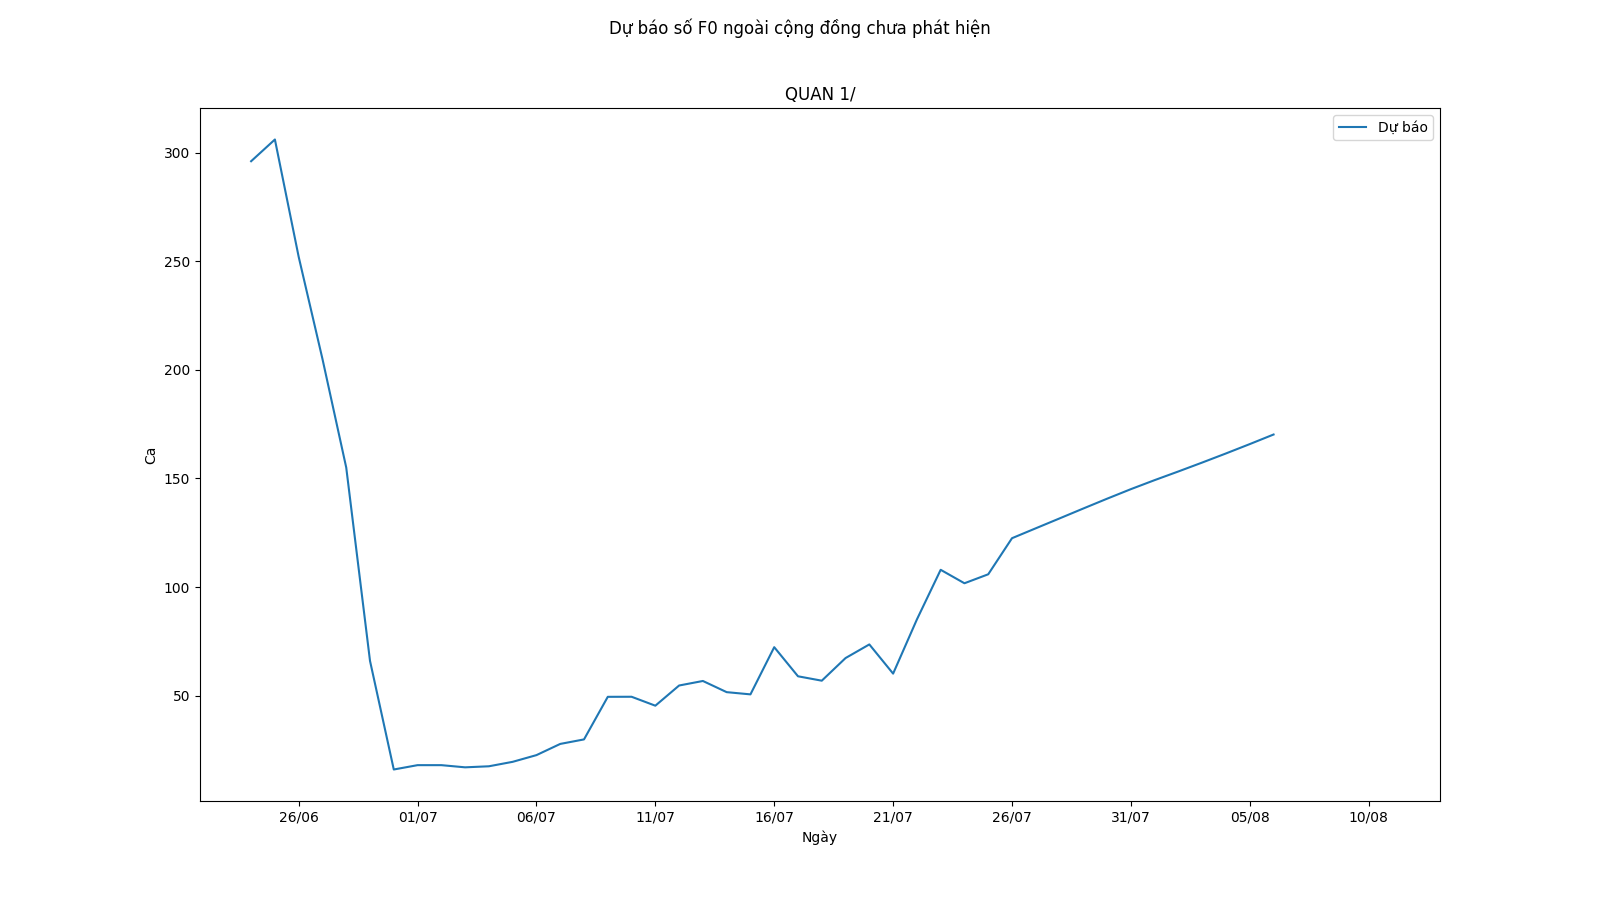 Dự báo số F0 ngoài cộng đồng chưa phát hiện
QUAN 1/
Dự báo
300
250
200
150
100
50
Ca
26/06 01/07 06/07 11/07 16/07 21/07 26/07 31/07 05/08 10/08
Ngày